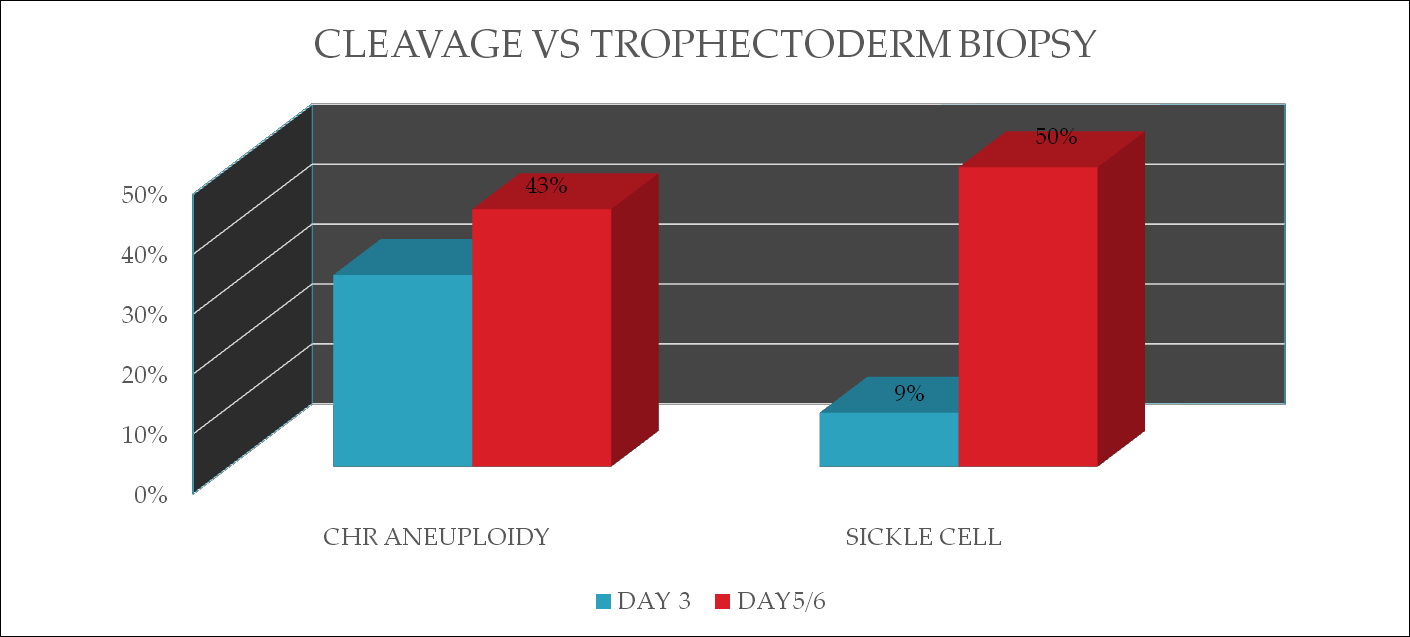 CLEAVAGE VS TROPHECTODERM BIOPSY
50%
40%
30%
20%
10%
0%
43%
9%
50%
CHR ANEUPLOIDY
SICKLE CELL
DAY 3
DAY5/6